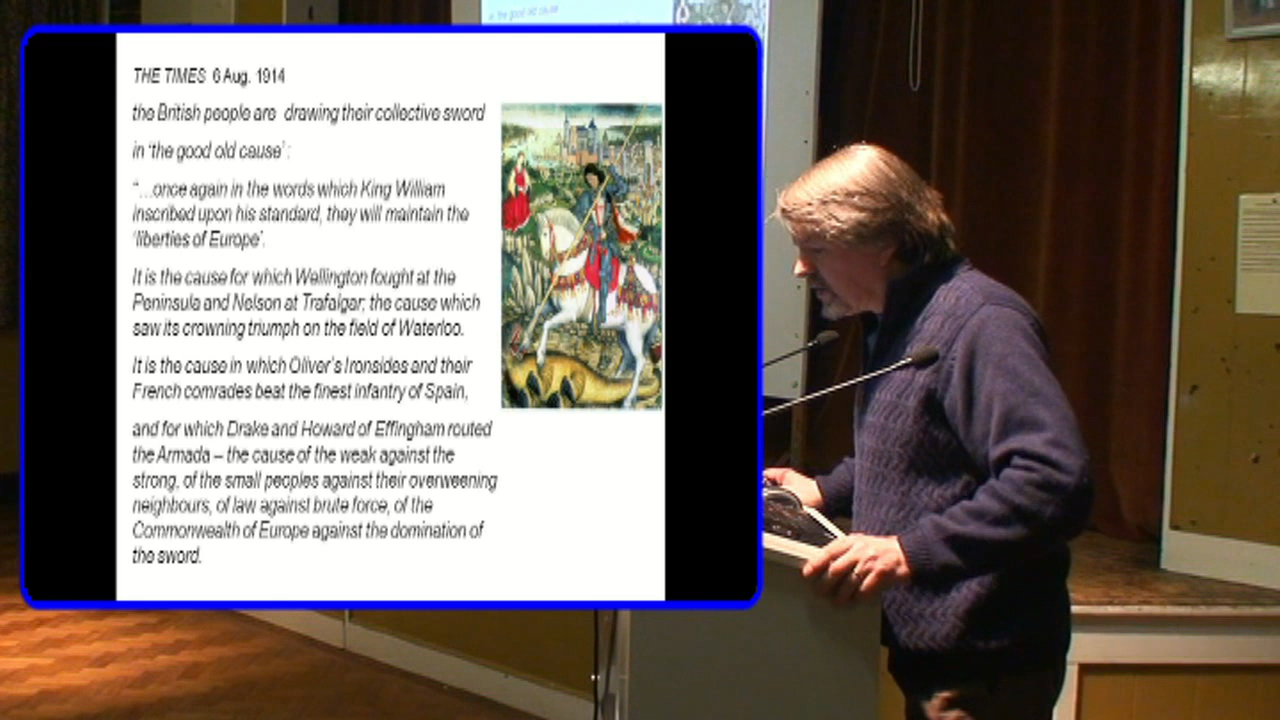 in the good old cause
THE TIMES 6 Aug. 1914
the British people are drawing their collective sword
in 'the good old cause' :
"…once again in the words which King William
inscribed upon his standard, they will maintain the
'liberties of Europe'.
It is the cause for which Wellington fought at the
Peninsula and Nelson at Trafalgar; the cause which
saw its crowning triumph on the field of Waterloo.
It is the cause in which Oliver's Ironsides and their
French comrades beat the finest infantry of Spain,
and for which Drake and Howard of Effingham routed
the Armada – the cause of the weak against the
strong, of the small peoples against their overweening
neighbours, of law against brute force, of the
Commonwealth of Europe against the domination of
the sword.